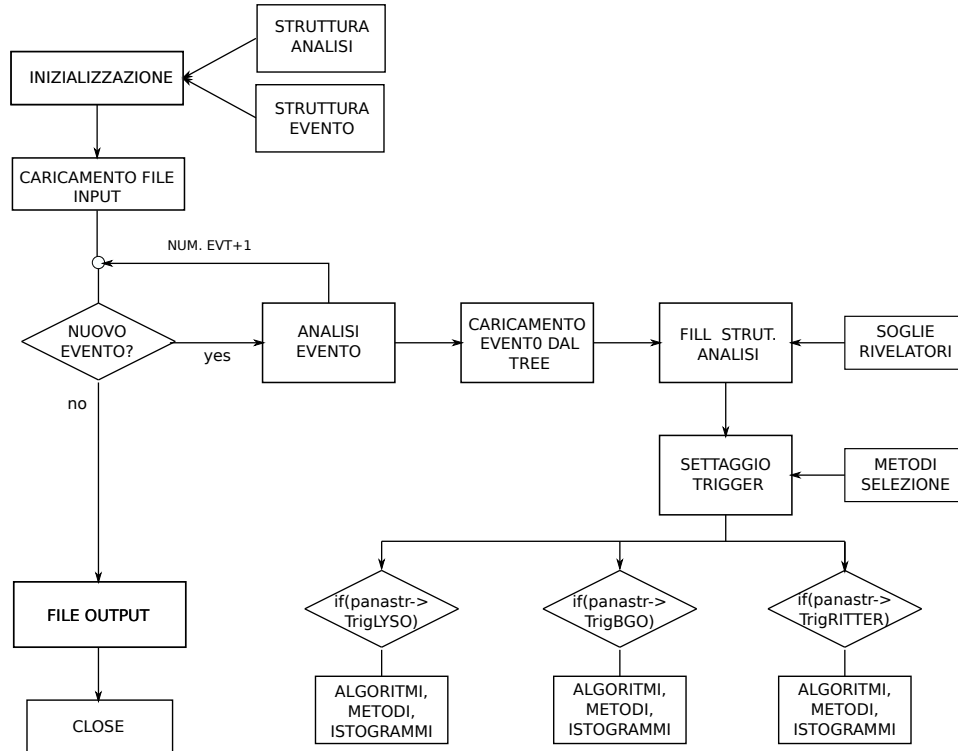 STRUTTURA
ANALISI
INIZIALIZZAZIONE
STRUTTURA
EVENTO
CARICAMENTO FILE
INPUT
NUM. EVT+1
NUOVO
EVENTO?
yes
ANALISI
EVENTO
CARICAMENTO
EVENT0 DAL
TREE
FILL STRUT.
ANALISI
SOGLIE
RIVELATORI
no
SETTAGGIO
TRIGGER
METODI
SELEZIONE
FILE OUTPUT
if(panastr->
TrigLYSO)
if(panastr->
TrigBGO)
if(panastr->
TrigRITTER)
CLOSE
ALGORITMI,
METODI,
ISTOGRAMMI
ALGORITMI,
METODI,
ISTOGRAMMI
ALGORITMI,
METODI,
ISTOGRAMMI